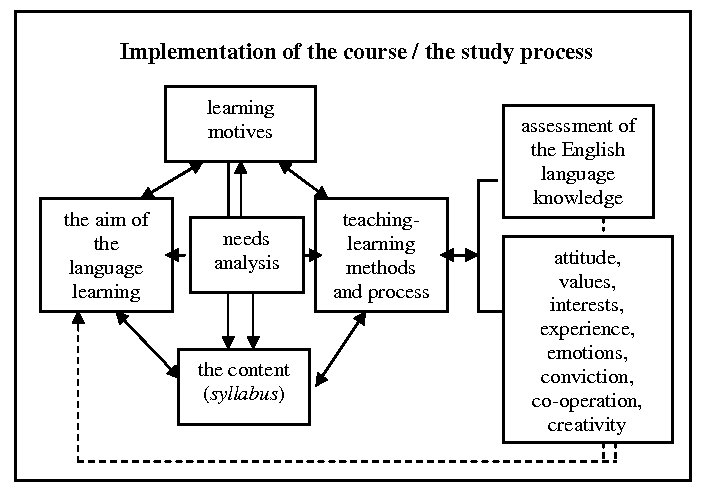 Implementation of the course / the study process
learning
motives
assessment of
the English
language
knowledge
the aim of
the
language
learning
needs
analysis
teaching-
learning
methods
and process
attitude,
values,
interests,
experience,
emotions,
conviction,
co-operation,
creativity
the content
(syllabus)